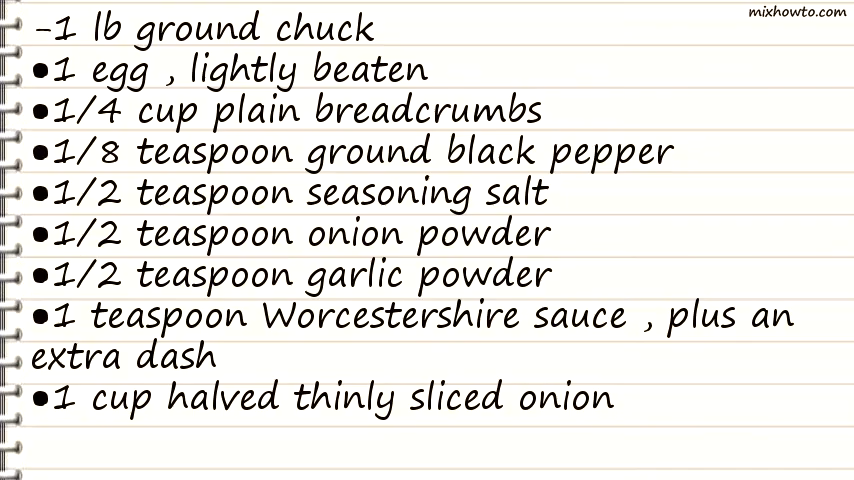 mixhowto.com
-1 lb ground chuck
●1 egg , lightly beaten
●1/4 cup plain breadcrumbs
●1/8 teaspoon ground black pepper
●1/2 teaspoon seasoning salt
●1/2 teaspoon onion powder
●1/2 teaspoon garlic powder
●1 teaspoon Worcestershire sauce , plus an
extra dash
●1 cup halved thinly sliced onion